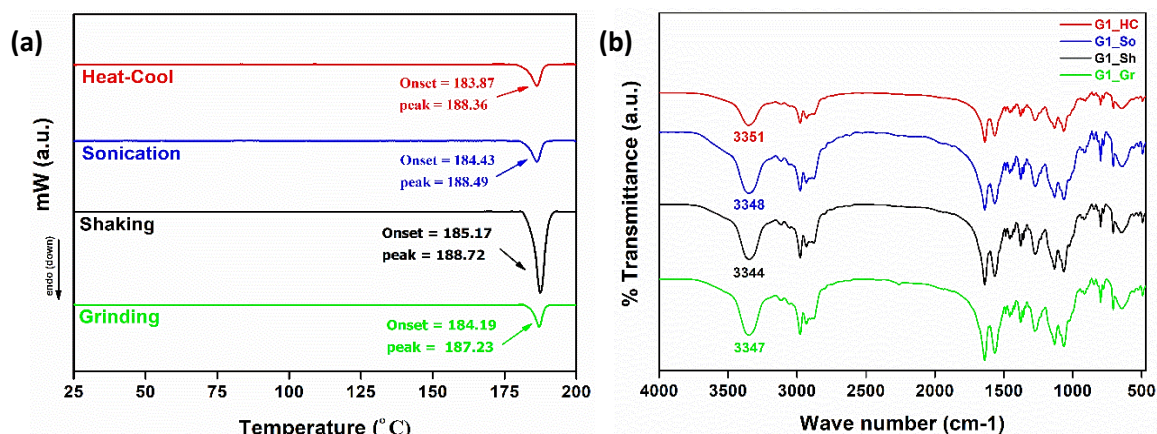 (a)
mW (a.u.)
endo (down)
Heat-Cool
Onset = 183.87
peak = 188.36
Sonication
Onset = 184.43
peak = 188.49
Shaking
Onset = 185.17
peak = 188.72
Grinding
Onset = 184.19
peak = 187.23
25 50 75 100 125 150 175 200
Temperature (°C)
(b)
% Transmittance (a.u.)
G1_HC
G1_So
G1_Sh
G1_Gr
3351
3348
3344
3347
4000 3500 3000 2500 2000 1500 1000 500
Wave number (cm-1)